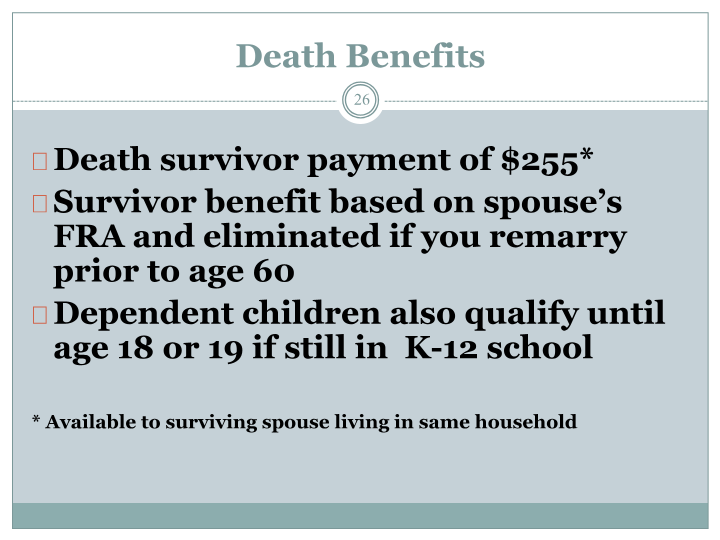 Death Benefits
26
Death survivor payment of $255*
Survivor benefit based on spouse’s
FRA and eliminated if you remarry
prior to age 60
Dependent children also qualify until
age 18 or 19 if still in  K-12 school
* Available to surviving spouse living in same household